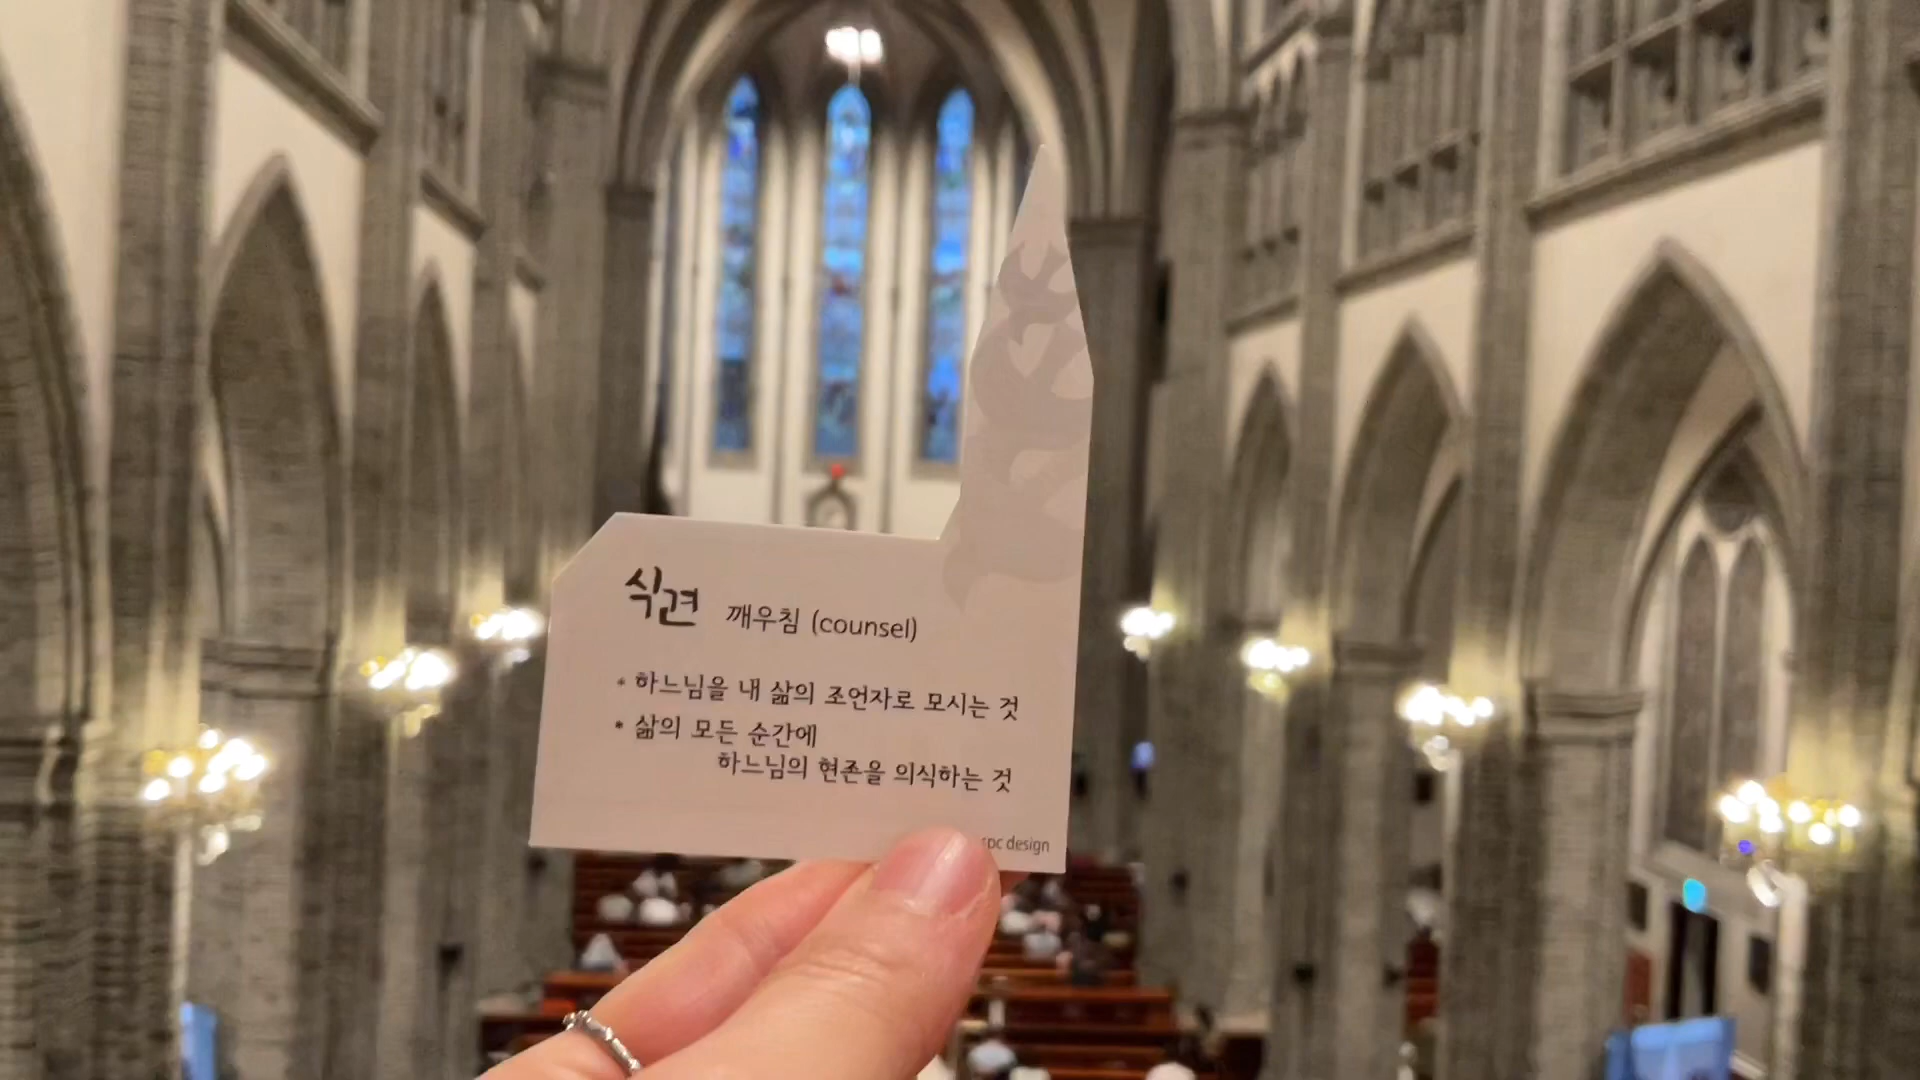 식견 깨우침 (counsel)
* 하느님을 내 삶의 조언자로 모시는 것
* 삶의 모든 순간에
하느님의 현존을 의식하는 것
design